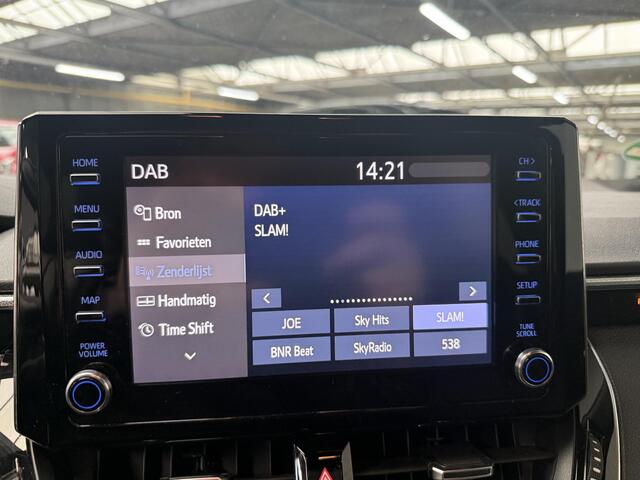 HOME
MENU
AUDIO
MAP
POWER
VOLUME
DAB
14:21
Bron
Favorieten
Zenderlijst
Handmatig
Time Shift
DAB+
SLAM!
JOE
Sky Hits
SLAM!
BNR Beat
SkyRadio
538
CH >
< TRACK
PHONE
SETUP
TUNE
SCROLL